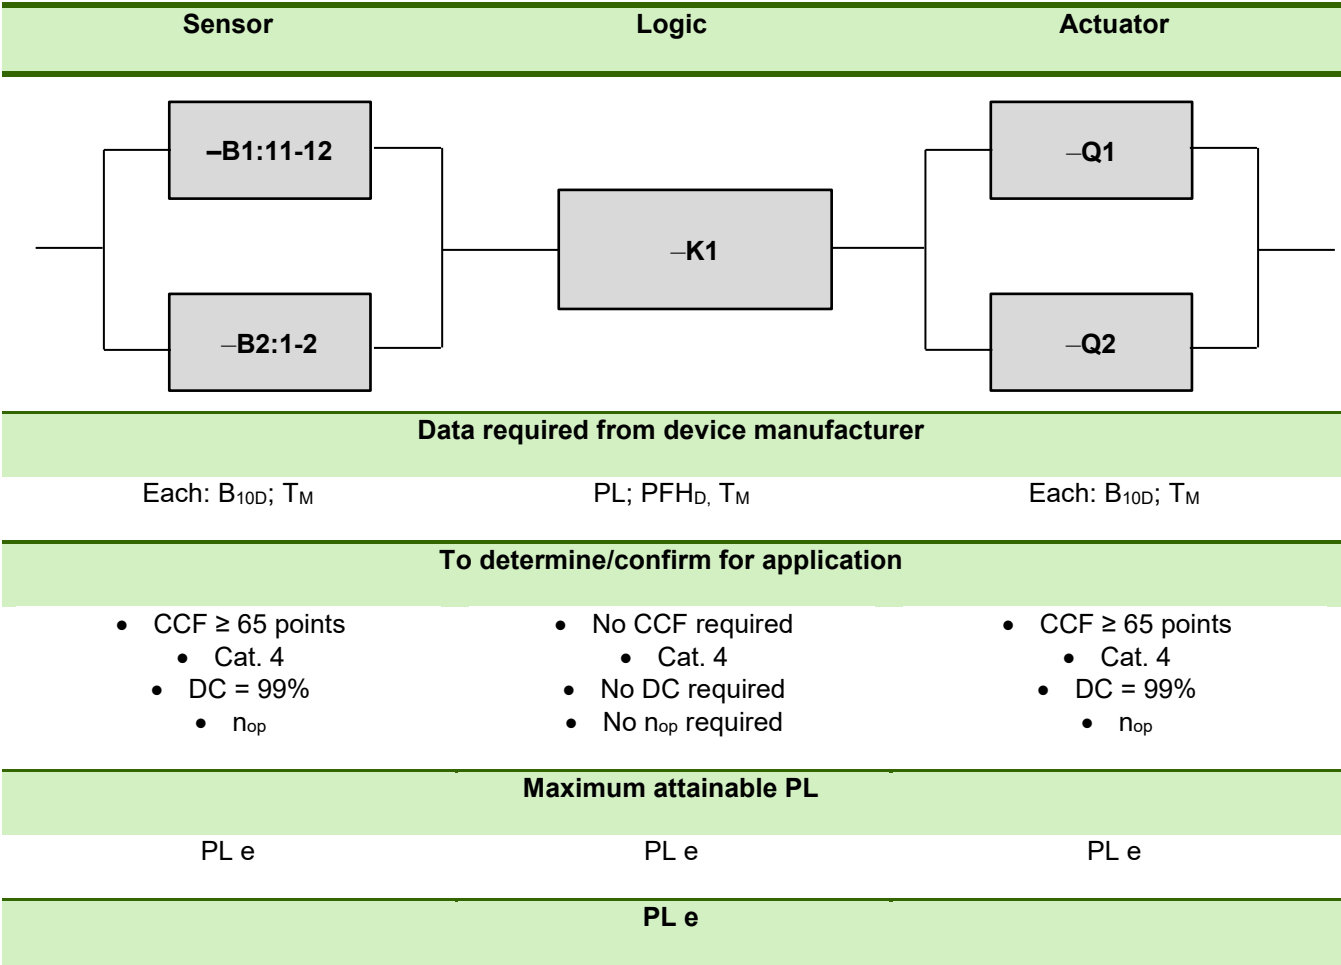 Sensor Logic Actuator
–B1:11-12
–Q1
–K1
–B2:1-2
–Q2
Data required from device manufacturer
Each: B10D; TM PL; PFHD, TM Each: B10D; TM
To determine/confirm for application
• CCF ≥ 65 points • No CCF required • CCF ≥ 65 points
• Cat. 4 • Cat. 4 • Cat. 4
• DC = 99% • No DC required • DC = 99%
• nop • No nop required • nop
Maximum attainable PL
PL e PL e PL e
PL e